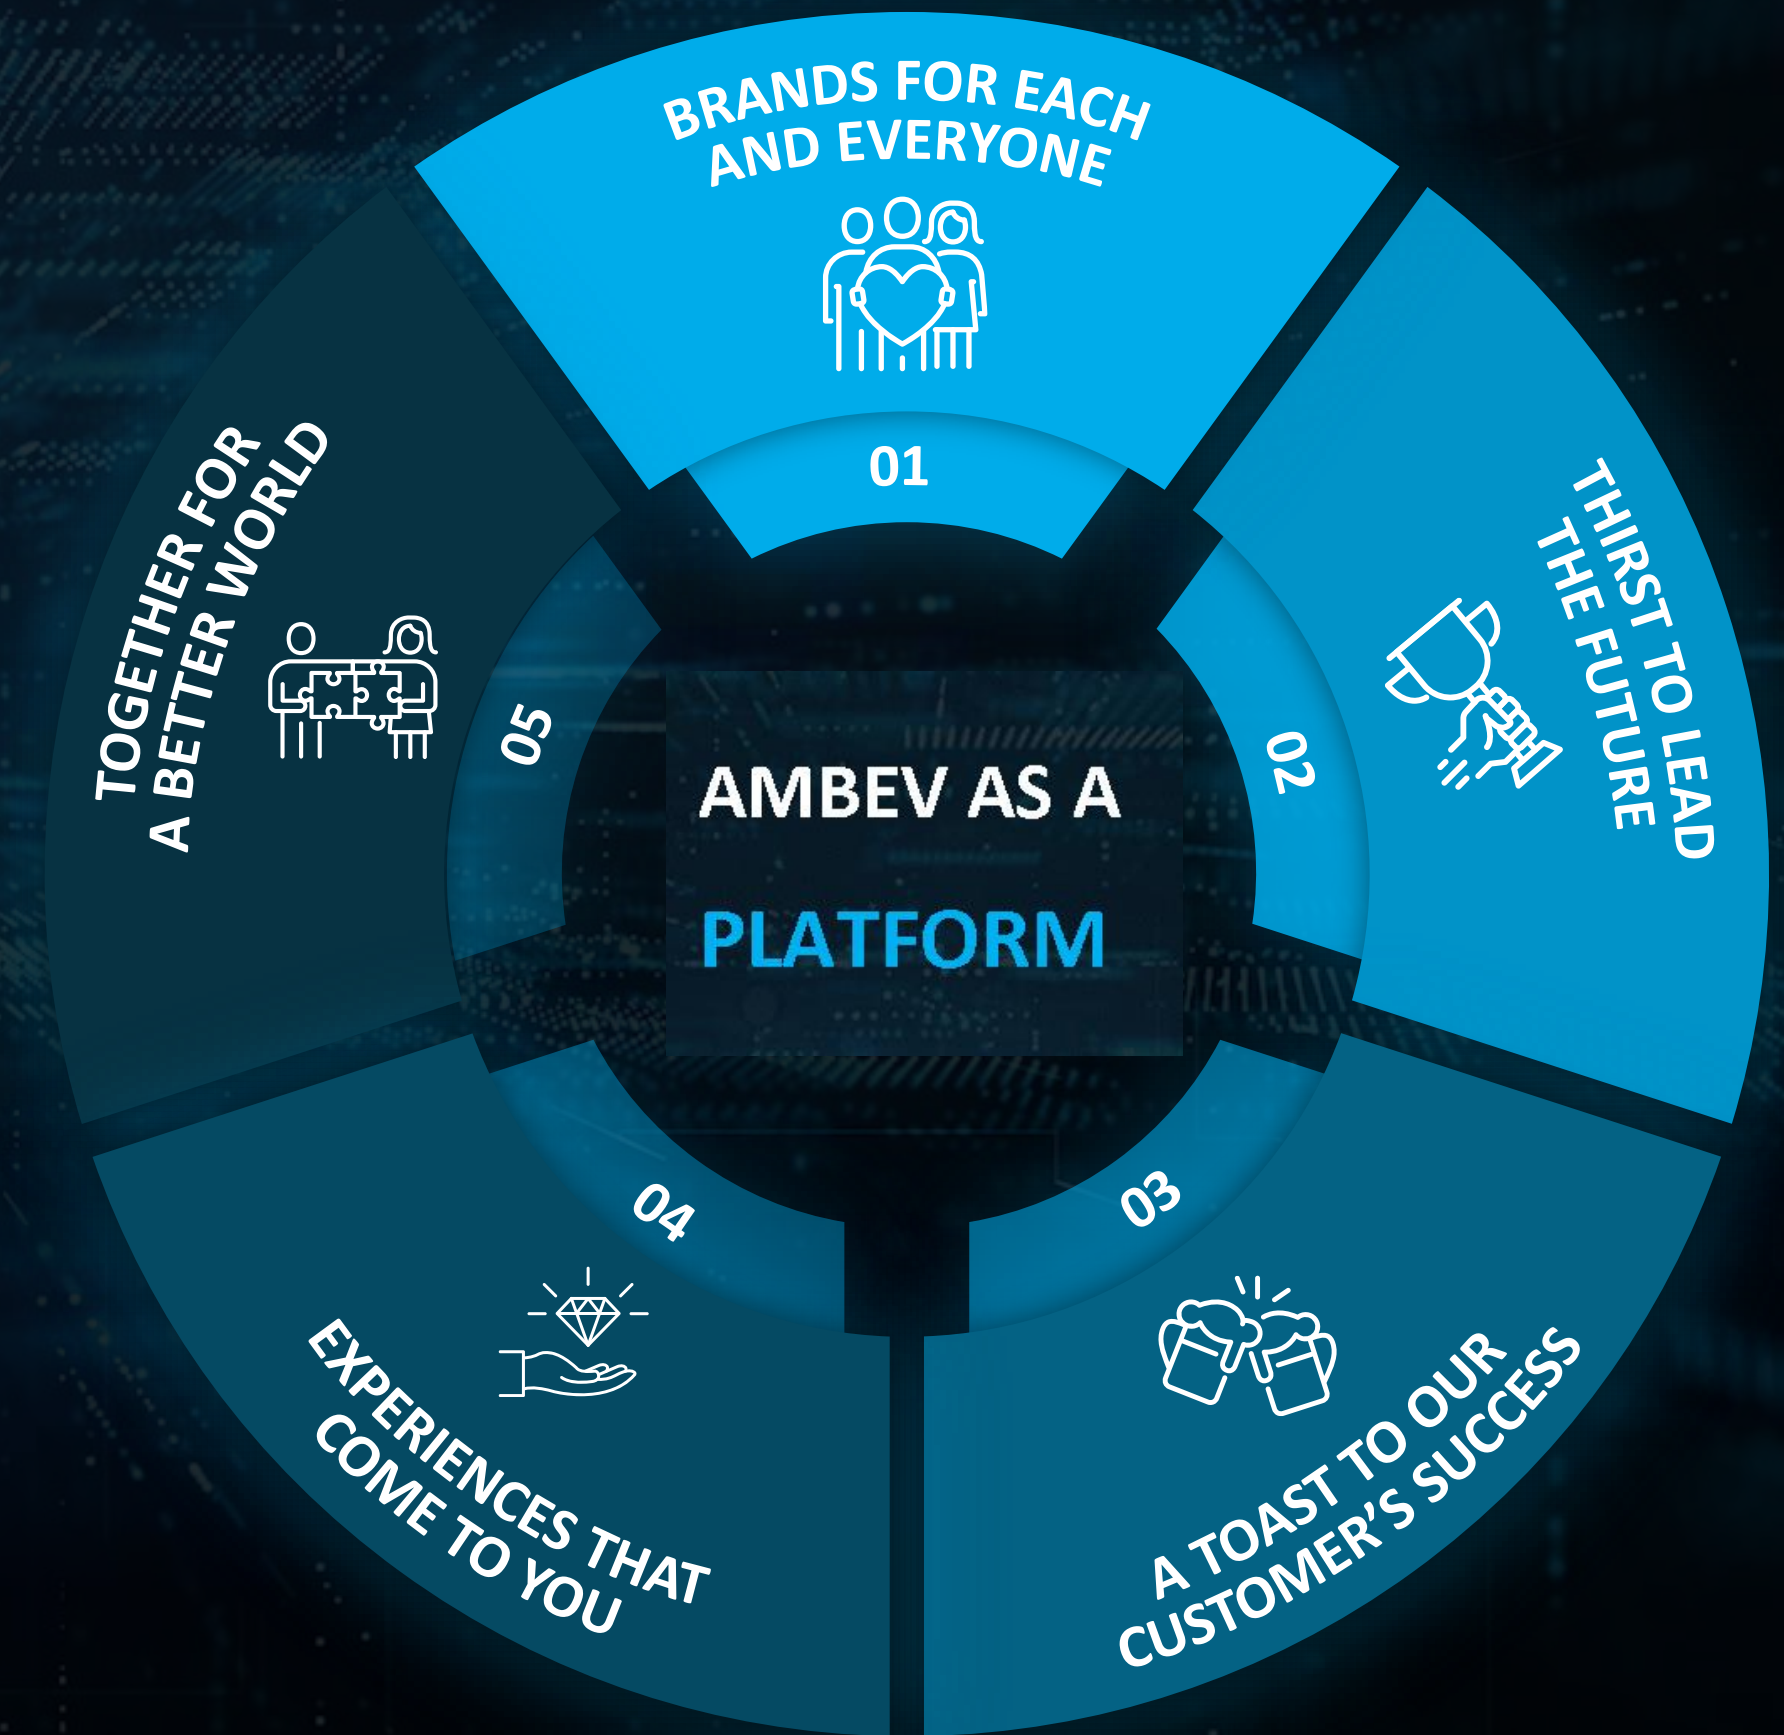 BRANDS FOR EACH
AND EVERYONE
01
THIRST TO LEAD
THE FUTURE
02
A TOAST TO OUR
CUSTOMER’S SUCCESS
03
EXPERIENCES THAT
COME TO YOU
04
TOGETHER FOR
A BETTER WORLD
05
AMBEV AS A
PLATFORM